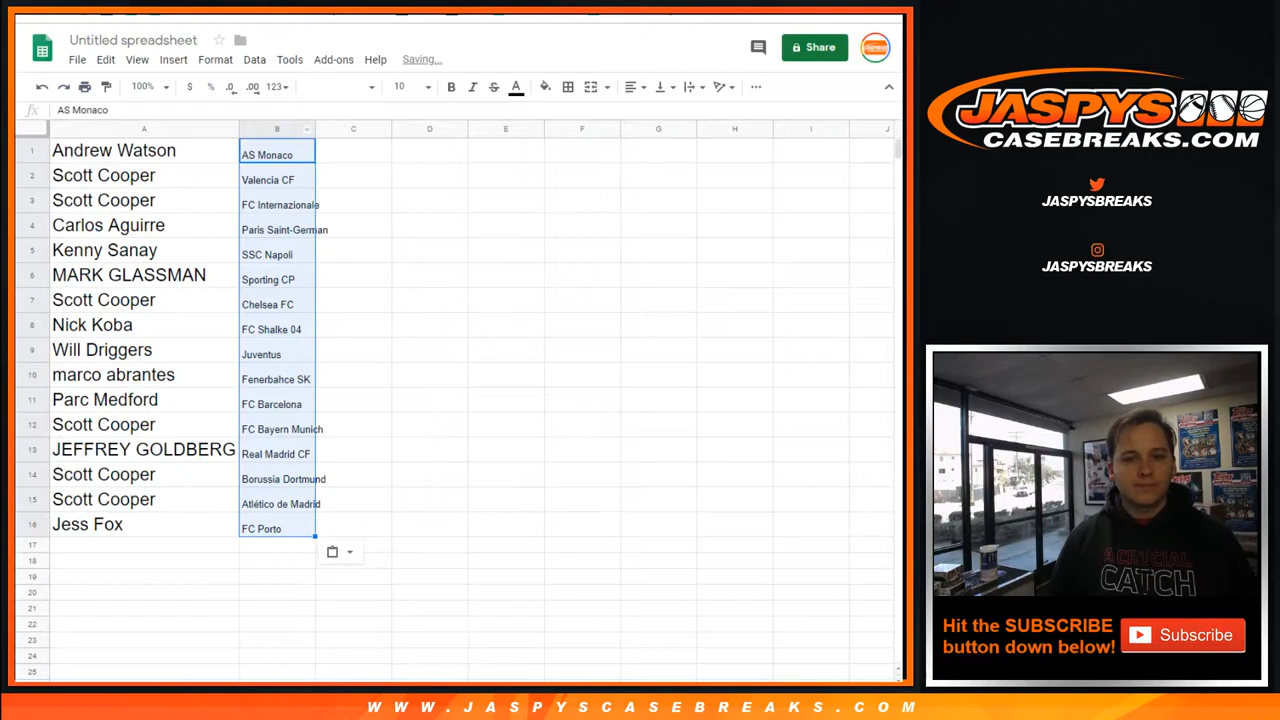 Untitled spreadsheet
File Edit View Insert Format Data Tools Add-ons Help Saving...
Share
100% $ % .0 .00 123 10 B I S A
fx AS Monaco
A B C D E F G H I J
1 Andrew Watson AS Monaco
2 Scott Cooper Valencia CF
3 Scott Cooper FC Internazionale
4 Carlos Aguirre Paris Saint-German
5 Kenny Sanay SSC Napoli
6 MARK GLASSMAN Sporting CP
7 Scott Cooper Chelsea FC
8 Nick Koba FC Shalke 04
9 Will Driggers Juventus
10 marco abrantes Fenerbahce SK
11 Parc Medford FC Barcelona
12 Scott Cooper FC Bayern Munich
13 JEFFREY GOLDBERG Real Madrid CF
14 Scott Cooper Borussia Dortmund
15 Scott Cooper Atlético de Madrid
16 Jess Fox FC Porto
17
18
19
20
21
22
23
24
25
JASPYS
CASEBREAKS.COM
JASPYSBREAKS
JASPYSBREAKS
A CRUCIAL
CATCH
Hit the SUBSCRIBE
button down below!
Subscribe
WWW.JASPYSCASEBREAKS.COM